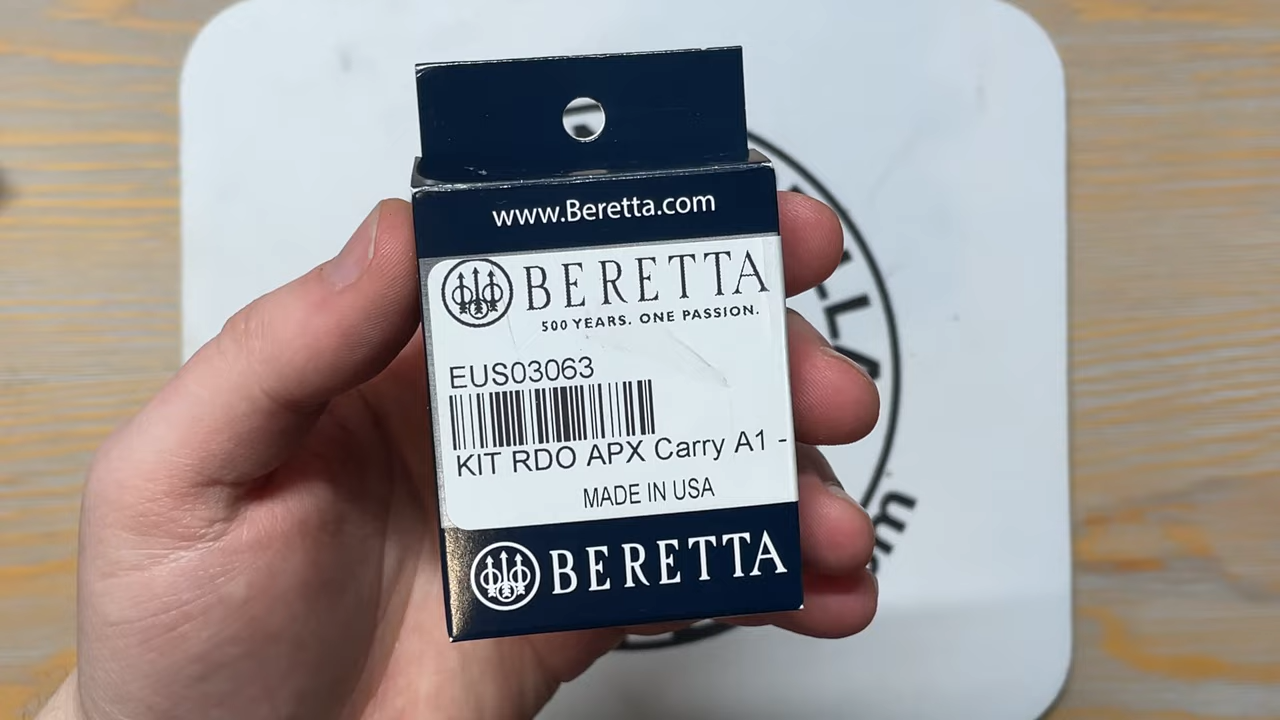 www.Beretta.com
BERETTA
500 YEARS. ONE PASSION.
EUS03063
KIT RDO APX Carry A1 -
MADE IN USA
BERETTA